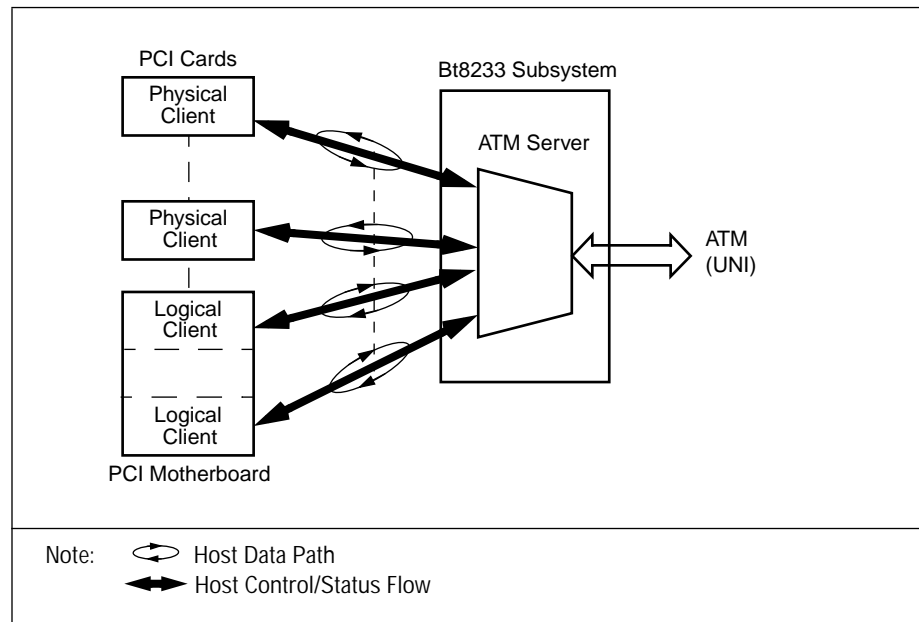 PCI Cards
Physical
Client
Physical
Client
Logical
Client
Logical
Client
PCI Motherboard
Bt8233 Subsystem
ATM Server
ATM
(UNI)
Note:
Host Data Path
Host Control/Status Flow